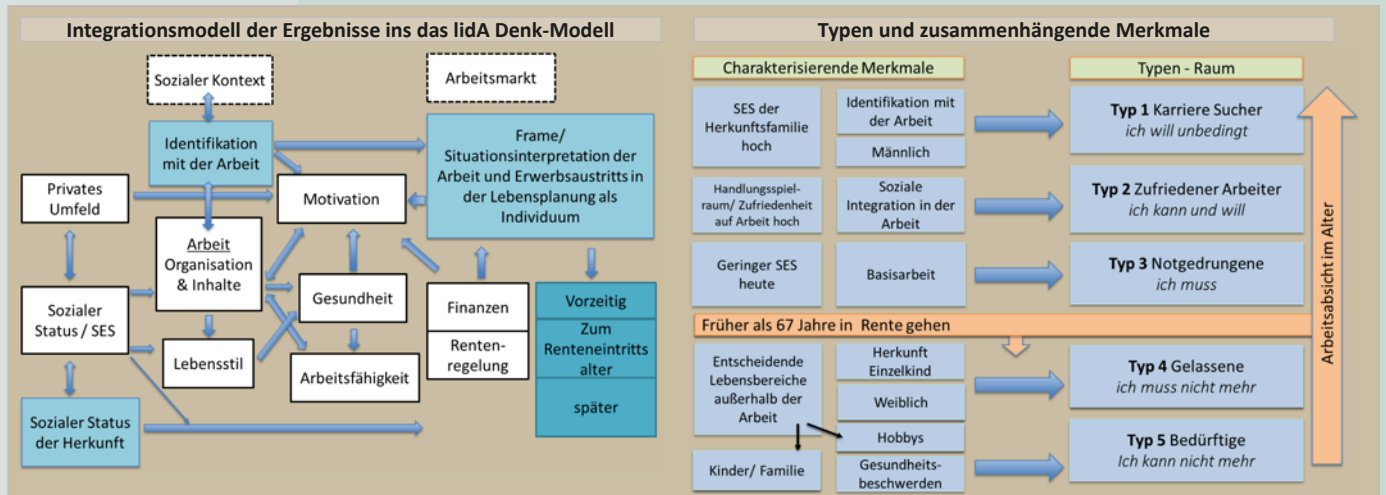 Integrationsmodell der Ergebnisse ins das lidA Denk-Modell
Sozialer Kontext
Arbeitsmarkt
Identifikation
mit der Arbeit
Frame/
Situationsinterpretation der
Arbeit und Erwerbsaustritts in
der Lebensplanung als
Individuum
Privates
Umfeld
Motivation
Arbeit
Organisation
& Inhalte
Sozialer
Status / SES
Gesundheit
Finanzen
Renten-
regelung
Vorzeitig
Zum
Renteneintritts
alter
später
Lebensstil
Arbeitsfähigkeit
Sozialer Status
der Herkunft
Typen und zusammenhängende Merkmale
Charakterisierende Merkmale
Typen - Raum
SES der
Herkunftsfamilie
hoch
Identifikation mit
der Arbeit
Männlich
Typ 1 Karriere Sucher
ich will unbedingt
Handlungsspiel-
raum/ Zufriedenheit
auf Arbeit hoch
Soziale
Integration in der
Arbeit
Typ 2 Zufriedener Arbeiter
ich kann und will
Geringer SES
heute
Basisarbeit
Typ 3 Notgedrungene
ich muss
Früher als 67 Jahre in Rente gehen
Entscheidende
Lebensbereiche
außerhalb der
Arbeit
Herkunft
Einzelkind
Weiblich
Typ 4 Gelassene
ich muss nicht mehr
Hobbys
Kinder/ Familie
Gesundheits-
beschwerden
Typ 5 Bedürftige
Ich kann nicht mehr
Arbeitsabsicht im Alter